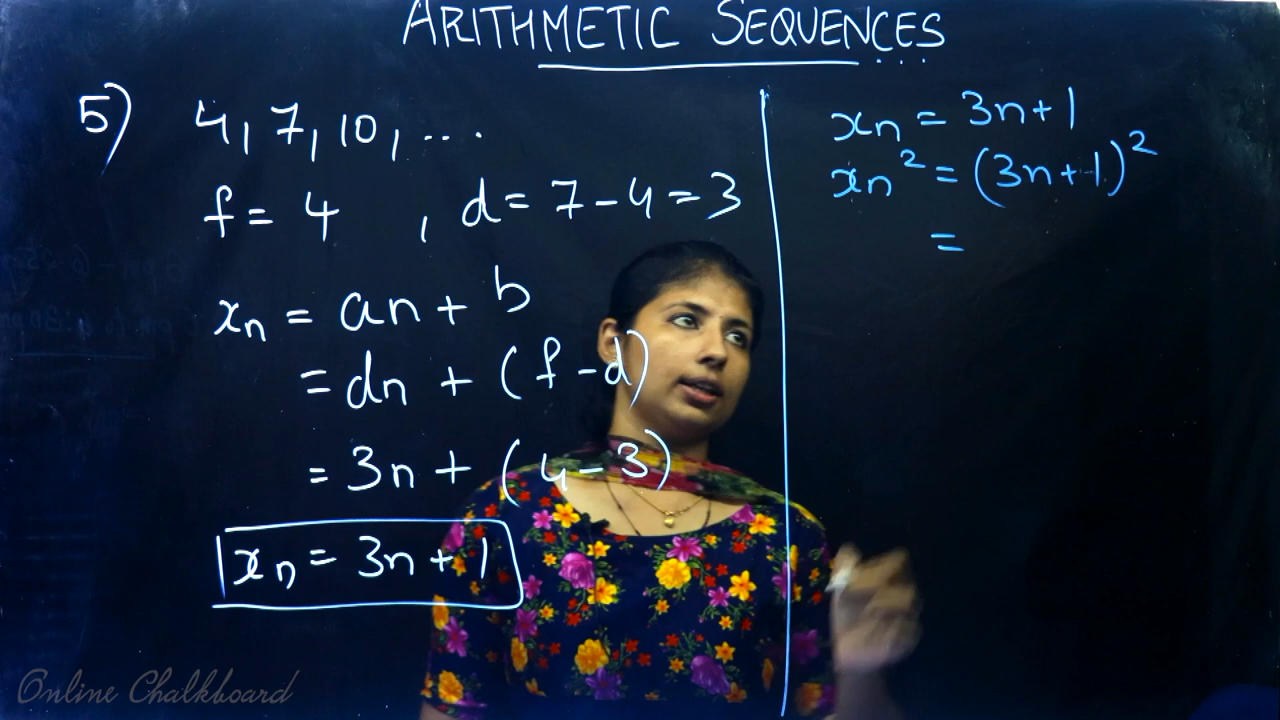 ARITHMETIC SEQUENCES
5) 4, 7, 10, ...
f = 4 , d = 7 - 4 = 3
xₙ = an + b
= dn + (f - d)
= 3n + (4 - 3)
xₙ = 3n + 1
xₙ = 3n + 1
xₙ² = (3n + 1)²
=
Online Chalkboard